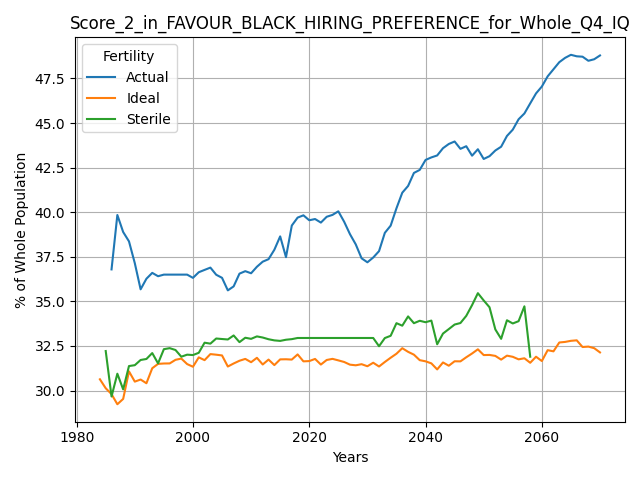 Score_2_in_FAVOUR_BLACK_HIRING_PREFERENCE_for_Whole_Q4_IQ
Fertility
Actual
Ideal
Sterile
47.5
45.0
42.5
40.0
37.5
35.0
32.5
30.0
% of Whole Population
1980
2000
2020
2040
2060
Years